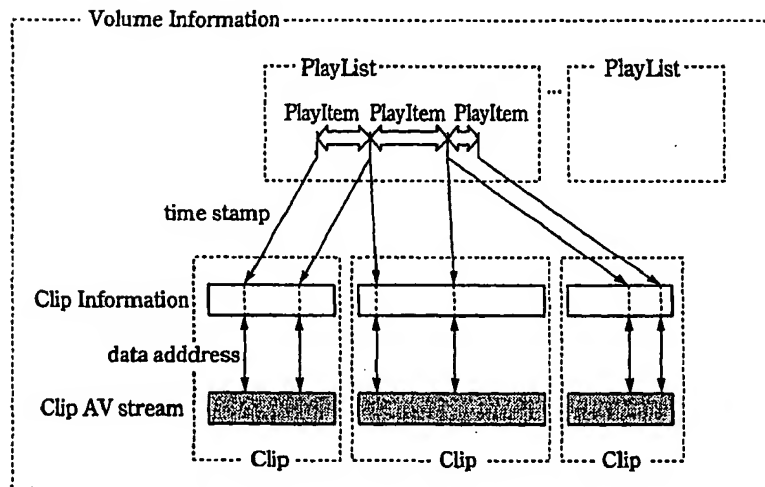 Volume Information
PlayList
PlayList
...
PlayItem PlayItem PlayItem
time stamp
Clip Information
data adddress
Clip AV stream
Clip
Clip
Clip